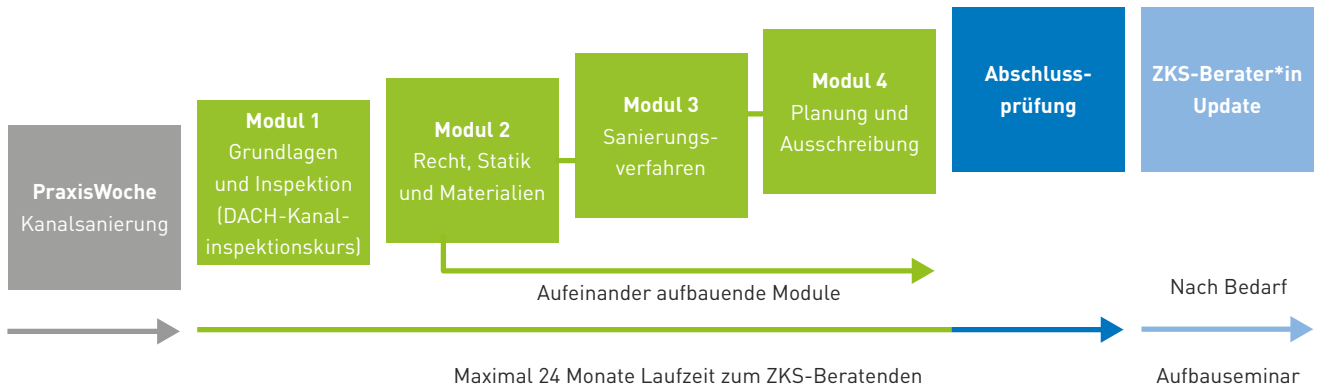 PraxisWoche
Kanalsanierung
Modul 1
Grundlagen
und Inspektion
(DACH-Kanal-
inspektionskurs)
Modul 2
Recht, Statik
und Materialien
Modul 3
Sanierungs-
verfahren
Modul 4
Planung und
Ausschreibung
Abschluss-
prüfung
ZKS-Berater*in
Update
Aufeinander aufbauende Module
Nach Bedarf
Maximal 24 Monate Laufzeit zum ZKS-Beratenden
Aufbauseminar